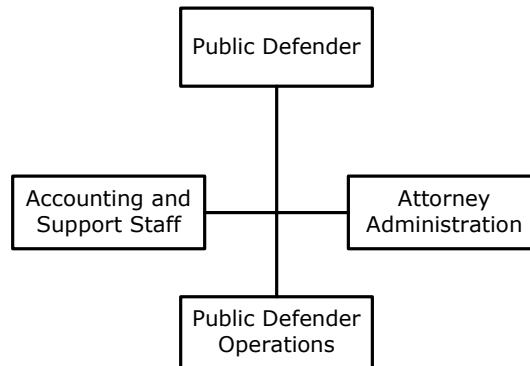 Public Defender
Accounting and
Support Staff
Attorney
Administration
Public Defender
Operations